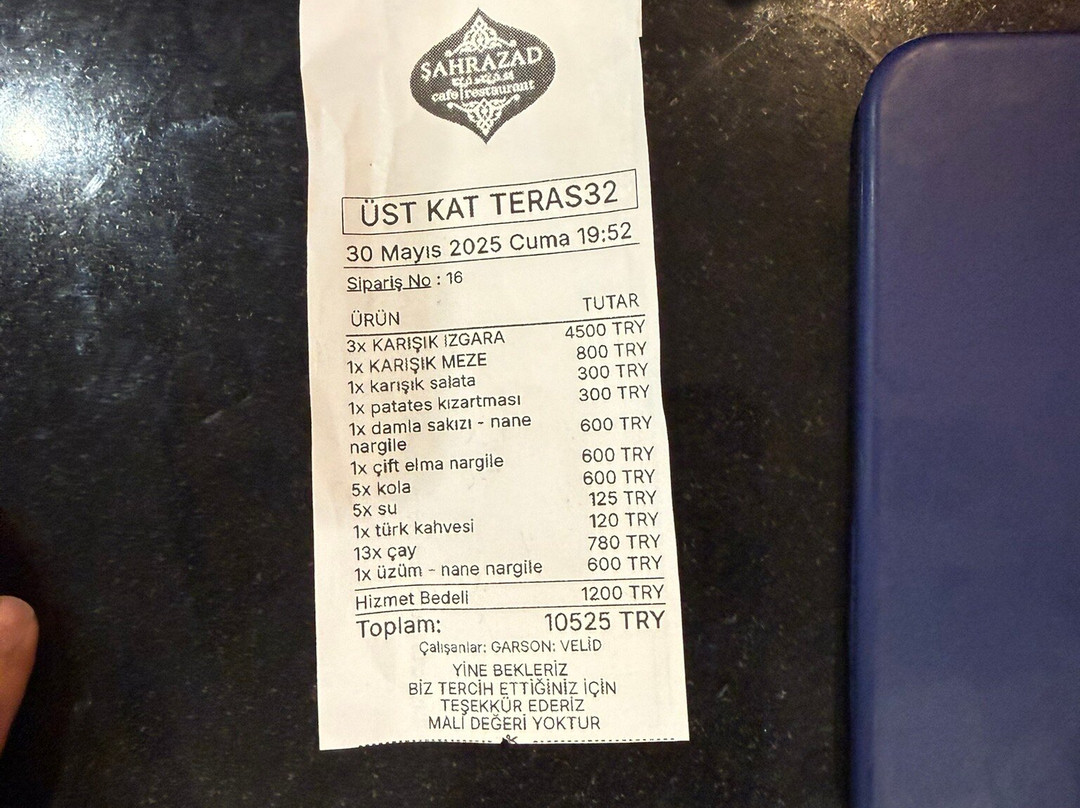 ŞAHRAZAD
cafe|restaurant
ÜST KAT TERAS32
30 Mayıs 2025 Cuma 19:52
Sipariş No : 16
ÜRÜN TUTAR
3x KARIŞIK IZGARA 4500 TRY
1x KARIŞIK MEZE 800 TRY
1x karışık salata 300 TRY
1x patates kızartması 300 TRY
1x damla sakızı - nane 600 TRY
nargile
1x çift elma nargile 600 TRY
5x kola 600 TRY
5x su 125 TRY
1x türk kahvesi 120 TRY
13x çay 780 TRY
1x üzüm - nane nargile 600 TRY
Hizmet Bedeli 1200 TRY
Toplam: 10525 TRY
Çalışanlar: GARSON: VELİD
YİNE BEKLERİZ
BİZ TERCİH ETTİĞİNİZ İÇİN
TEŞEKKÜR EDERİZ
MALİ DEĞERİ YOKTUR